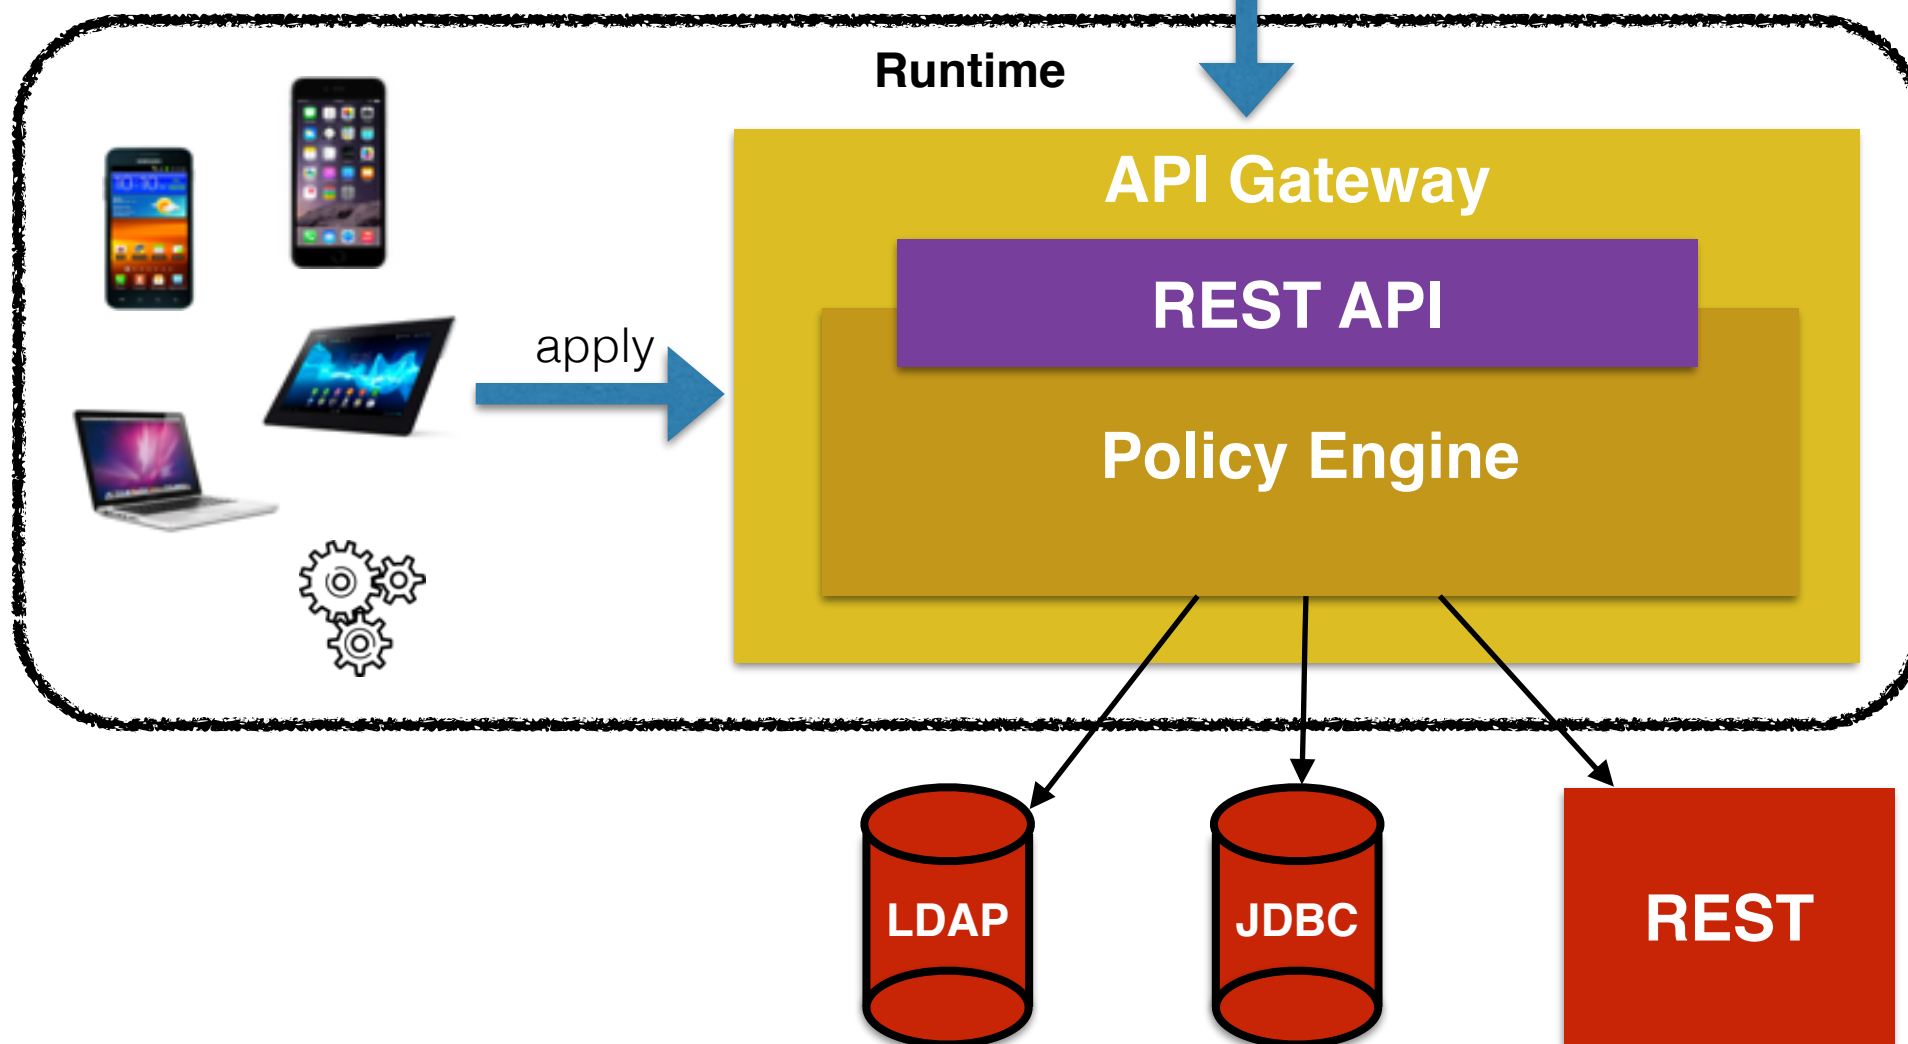 Runtime
API Gateway
REST API
apply
Policy Engine
LDAP
JDBC
REST